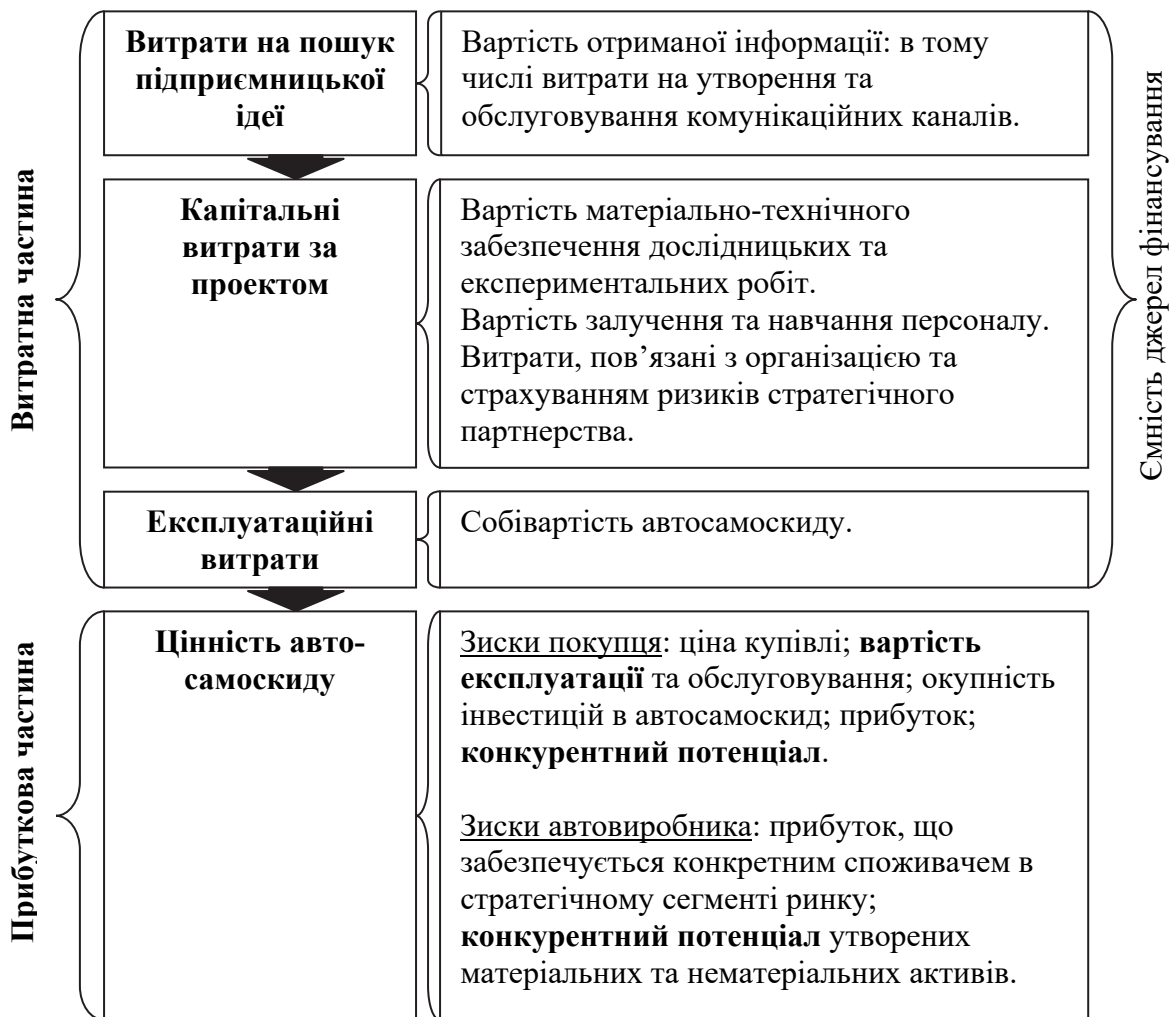 Витратна частина
Витрати на пошук
підприємницької
ідеї
Вартість отриманої інформації: в тому
числі витрати на утворення та
обслуговування комунікаційних каналів.
Капітальні
витрати за
проектом
Вартість матеріально-технічного
забезпечення дослідницьких та
експериментальних робіт.
Вартість залучення та навчання персоналу.
Витрати, пов’язані з організацією та
страхуванням ризиків стратегічного
партнерства.
Експлуатаційні
витрати
Собівартість автосамоскиду.
Ємність джерел фінансування
Прибуткова частина
Цінність авто-
самоскиду
Зиски покупця: ціна купівлі; вартість
експлуатації та обслуговування; окупність
інвестицій в автосамоскид; прибуток;
конкурентний потенціал.
Зиски автовиробника: прибуток, що
забезпечується конкретним споживачем в
стратегічному сегменті ринку;
конкурентний потенціал утворених
матеріальних та нематеріальних активів.